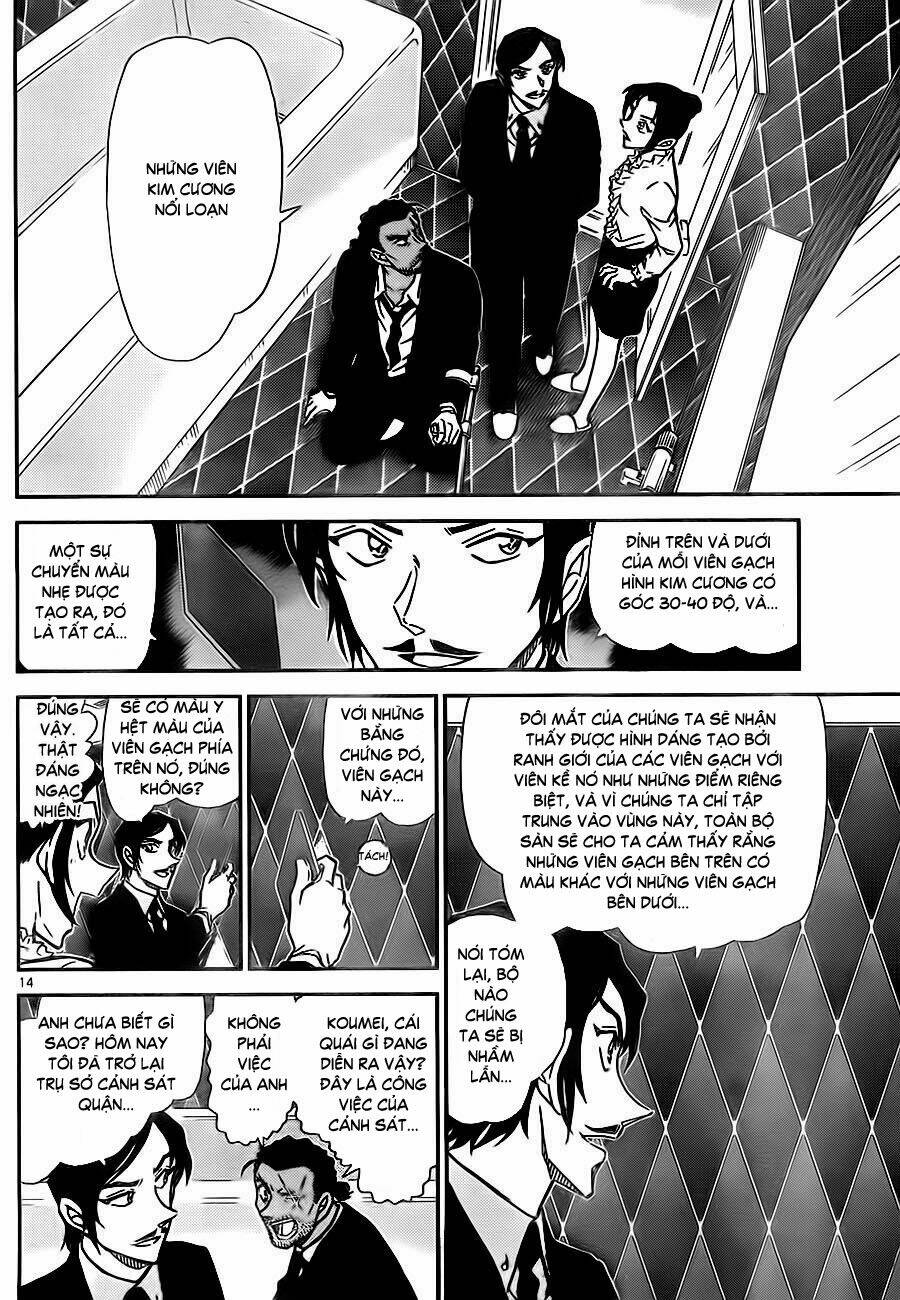 NHỮNG VIÊN
KIM CƯƠNG
NỔI LOẠN
MỘT SỰ
CHUYỂN MÀU
NHẸ ĐƯỢC
TẠO RA, ĐÓ
LÀ TẤT CẢ...
ĐỈNH TRÊN VÀ DƯỚI
CỦA MỖI VIÊN GẠCH
HÌNH KIM CƯƠNG CÓ
GÓC 30-40 ĐỘ, VÀ...
ĐÚNG
VẬY.
THẬT
ĐÁNG
NGẠC
NHIÊN!
SẼ CÓ MÀU Y
HỆT MÀU CỦA
VIÊN GẠCH PHÍA
TRÊN NÓ, ĐÚNG
KHÔNG?
VỚI NHỮNG
BẰNG
CHỨNG ĐÓ,
VIÊN GẠCH
NÀY...
TÁCH!
ĐÔI MẮT CỦA CHÚNG TA SẼ NHẬN
THẤY ĐƯỢC HÌNH DÁNG TẠO BỞI
RANH GIỚI CỦA CÁC VIÊN GẠCH VỚI
VIÊN KỀ NÓ NHƯ NHỮNG ĐIỂM RIÊNG
BIỆT, VÀ VÌ CHÚNG TA CHỈ TẬP
TRUNG VÀO VÙNG NÀY, TOÀN BỘ
SÀN SẼ CHO TA CẢM THẤY RẰNG
NHỮNG VIÊN GẠCH BÊN TRÊN CÓ
MÀU KHÁC VỚI NHỮNG VIÊN GẠCH
BÊN DƯỚI...
NÓI TÓM
LẠI, BỘ
NÃO
CHÚNG
TA SẼ BỊ
NHẦM
LẪN...
14
ANH CHƯA BIẾT GÌ
SAO? HÔM NAY
TÔI ĐÃ TRỞ LẠI
TRỤ SỞ CẢNH SÁT
QUẬN...
KHÔNG
PHẢI
VIỆC
CỦA ANH
...
KOUMEI, CÁI
QUÁI GÌ ĐANG
DIỄN RA VẬY?
ĐÂY LÀ CÔNG
VIỆC CỦA
CẢNH SÁT...